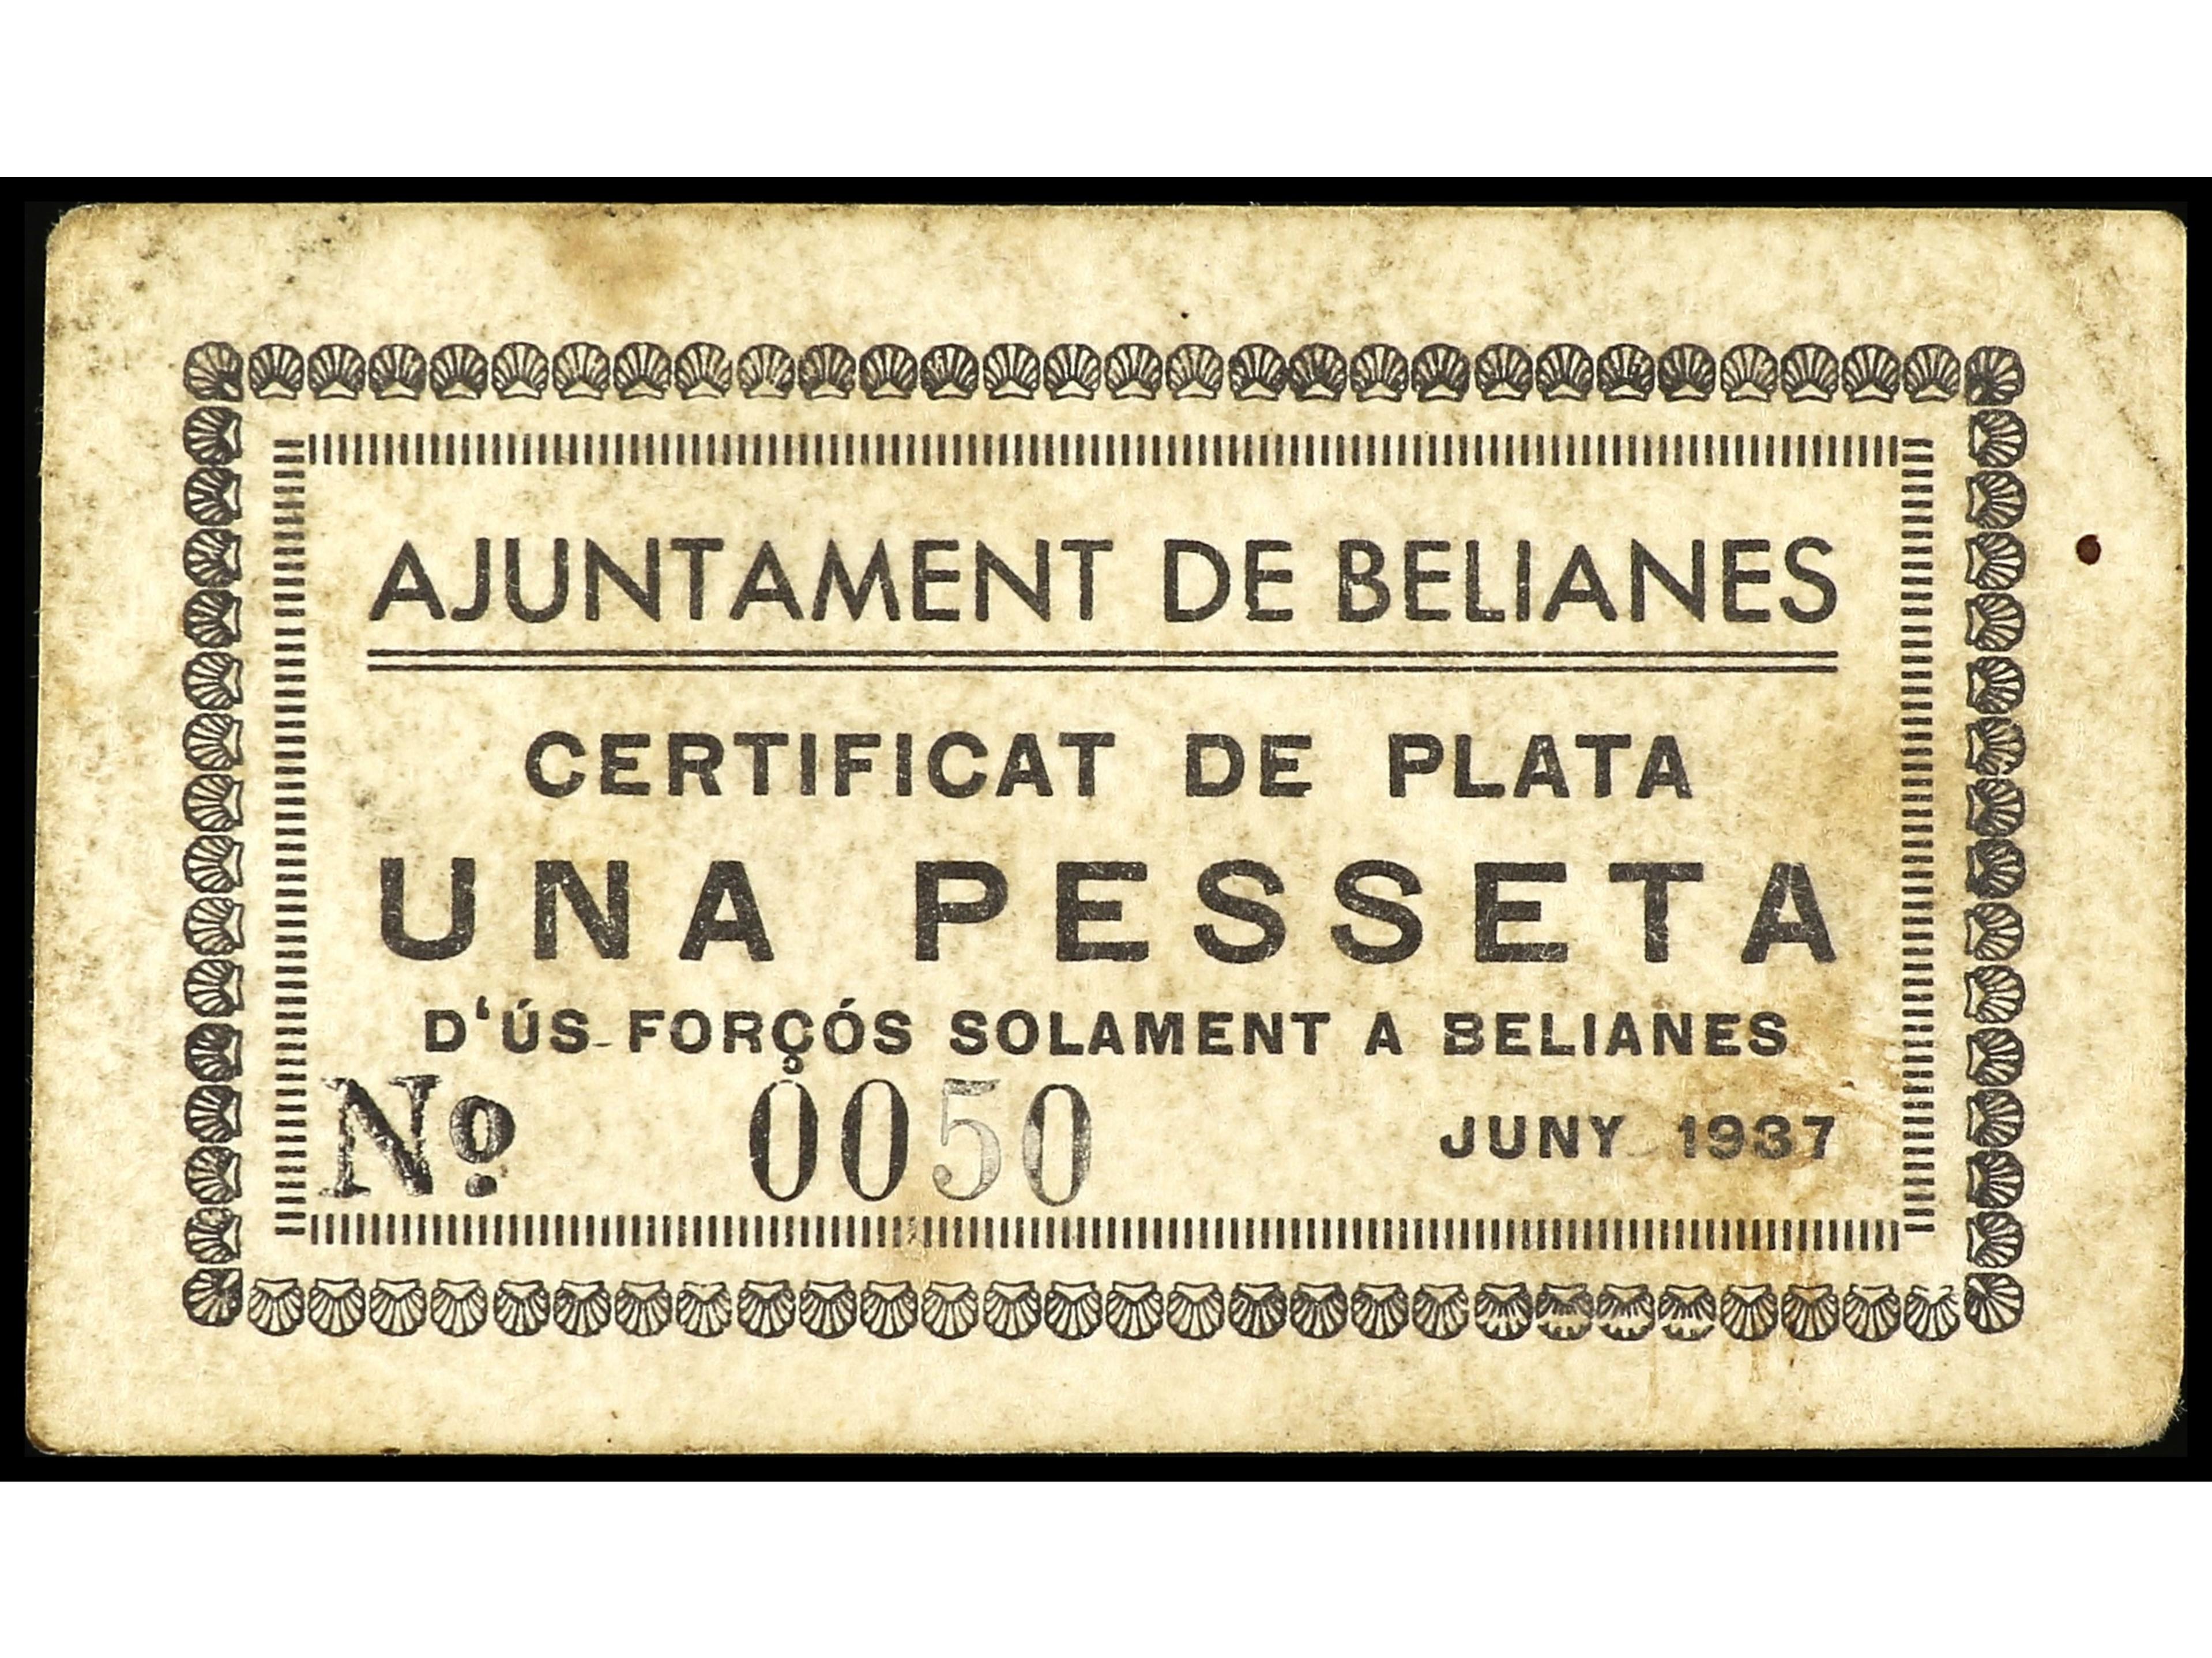 AJUNTAMENT DE BELIANES
CERTIFICAT DE PLATA
UNA PESSETA
D'ÚS FORÇÓS SOLAMENT A BELIANES
Nº 0050 JUNY 1937